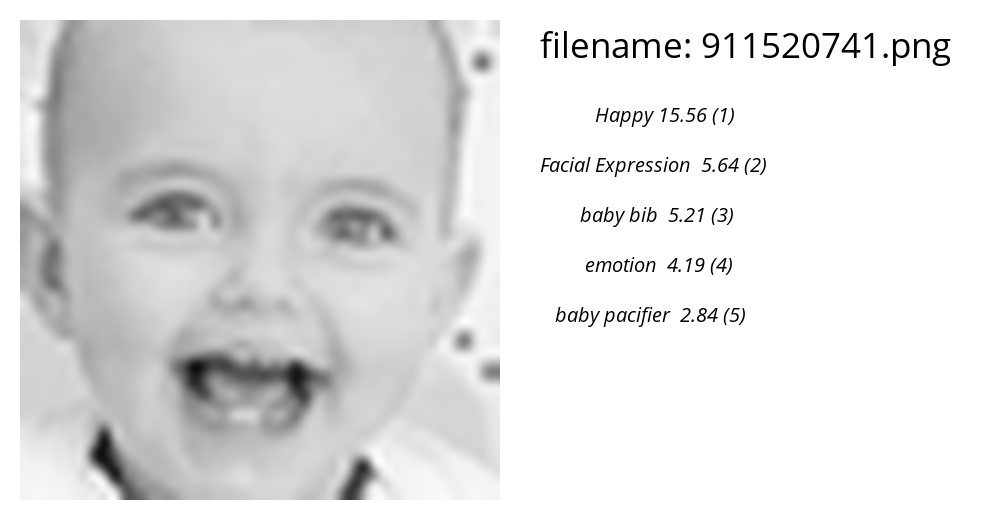 filename: 911520741.png
Happy 15.56 (1)
Facial Expression 5.64 (2)
baby bib 5.21 (3)
emotion 4.19 (4)
baby pacifier 2.84 (5)